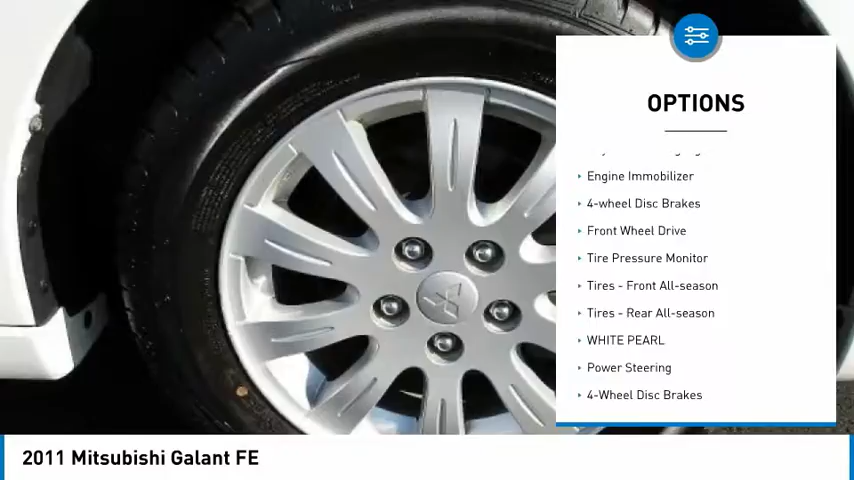 OPTIONS
Engine Immobilizer
4-wheel Disc Brakes
Front Wheel Drive
Tire Pressure Monitor
Tires - Front All-season
Tires - Rear All-season
WHITE PEARL
Power Steering
4-Wheel Disc Brakes
2011 Mitsubishi Galant FE